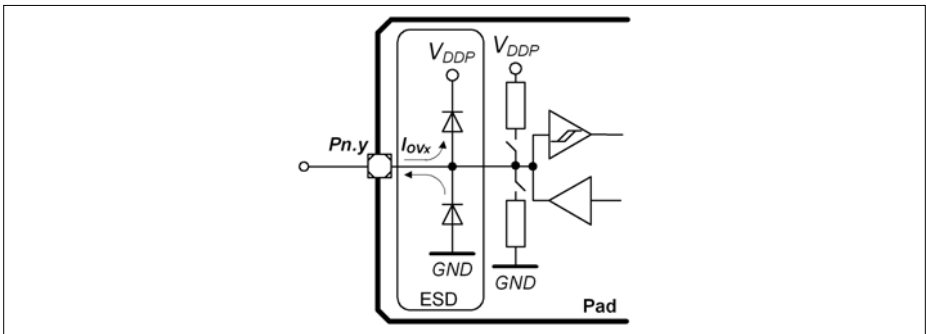 V_DDP V_DDP
Pn.y I_OVx
GND
GND
ESD
Pad